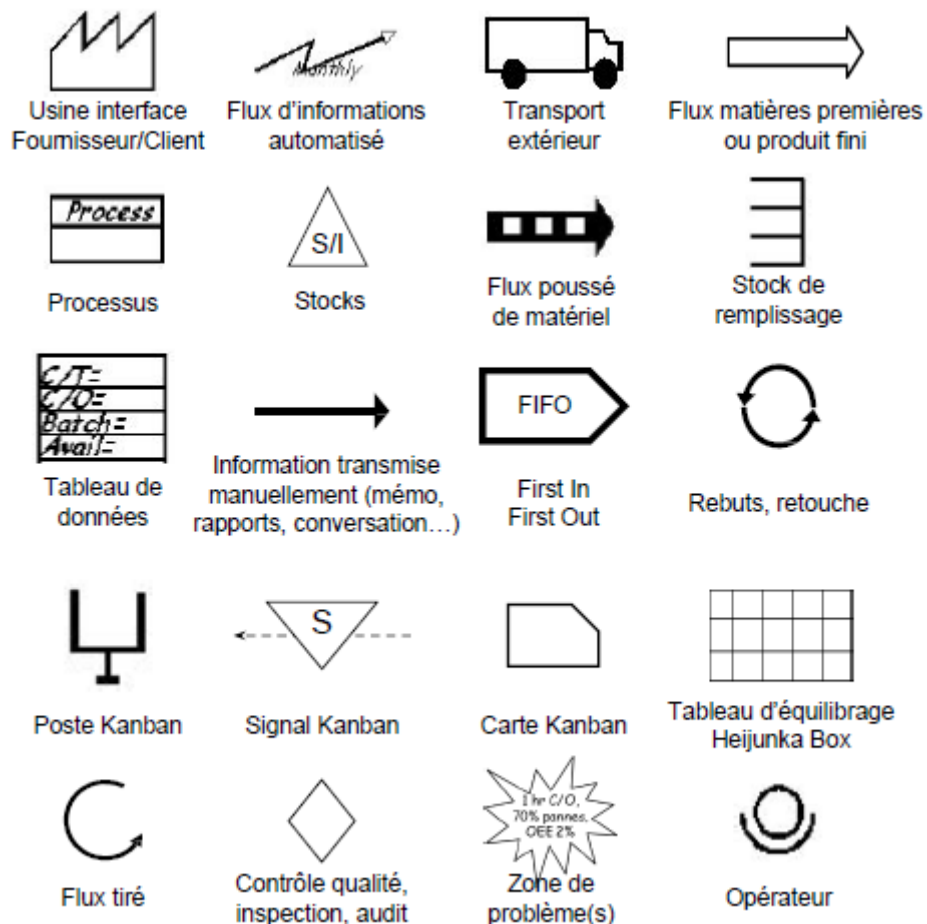 Monthly
Usine interface
Fournisseur/Client
Flux d'informations
automatisé
Transport
extérieur
Flux matières premières
ou produit fini
Process
S/I
Processus
Stocks
Flux poussé
de matériel
Stock de
remplissage
C/T=
C/O=
Batch=
Avail=
FIFO
Tableau de
données
Information transmise
manuellement (mémo,
rapports, conversation…)
First In
First Out
Rebuts, retouche
S
Poste Kanban
Signal Kanban
Carte Kanban
Tableau d'équilibrage
Heijunka Box
1 hr C/O,
70% pannes,
OEE 2%
Flux tiré
Contrôle qualité,
inspection, audit
Zone de
problème(s)
Opérateur